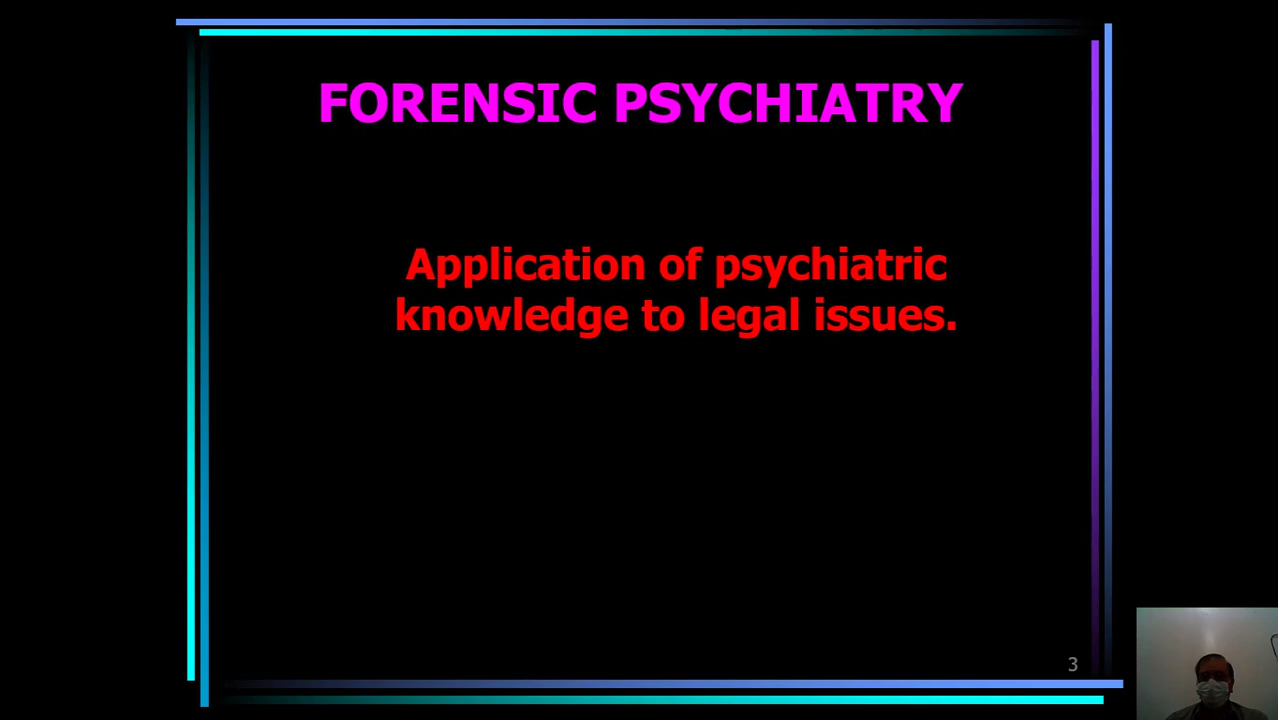 FORENSIC PSYCHIATRY
Application of psychiatric
knowledge to legal issues.
3